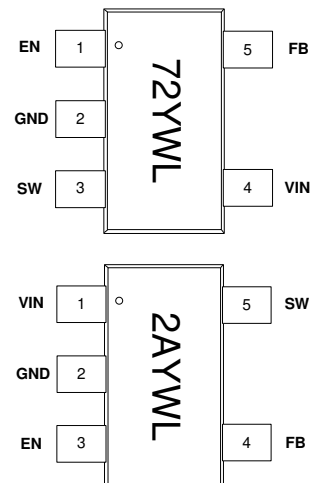 EN 1 5 FB
72YWL
GND 2
SW 3 4 VIN
VIN 1 5 SW
2AYWL
GND 2
EN 3 4 FB